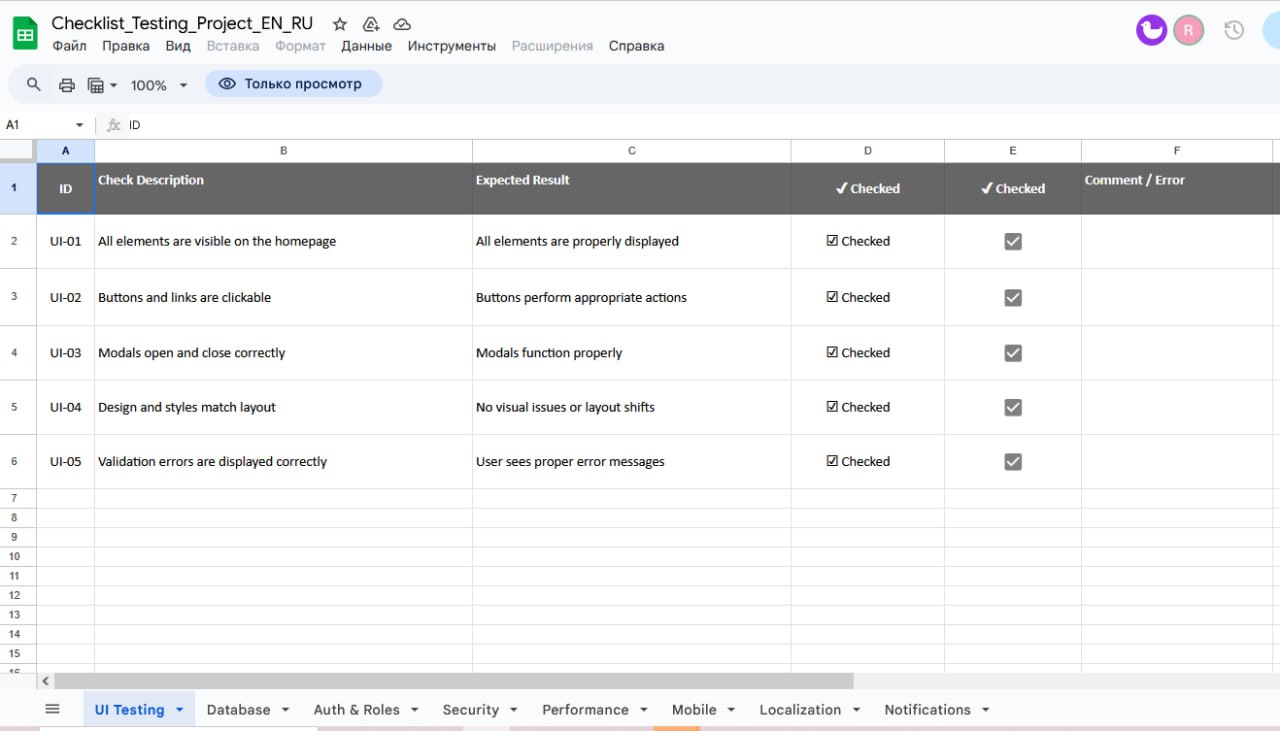 Checklist_Testing_Project_EN_RU
Файл Правка Вид Вставка Формат Данные Инструменты Расширения Справка
R
100% Только просмотр
A1 fx ID
A B C D E F
1 ID Check Description Expected Result ✓ Checked ✓ Checked Comment / Error
2 UI-01 All elements are visible on the homepage All elements are properly displayed ☑ Checked
3 UI-02 Buttons and links are clickable Buttons perform appropriate actions ☑ Checked
4 UI-03 Modals open and close correctly Modals function properly ☑ Checked
5 UI-04 Design and styles match layout No visual issues or layout shifts ☑ Checked
6 UI-05 Validation errors are displayed correctly User sees proper error messages ☑ Checked
7
8
9
10
11
12
13
14
15
16
UI Testing Database Auth & Roles Security Performance Mobile Localization Notifications